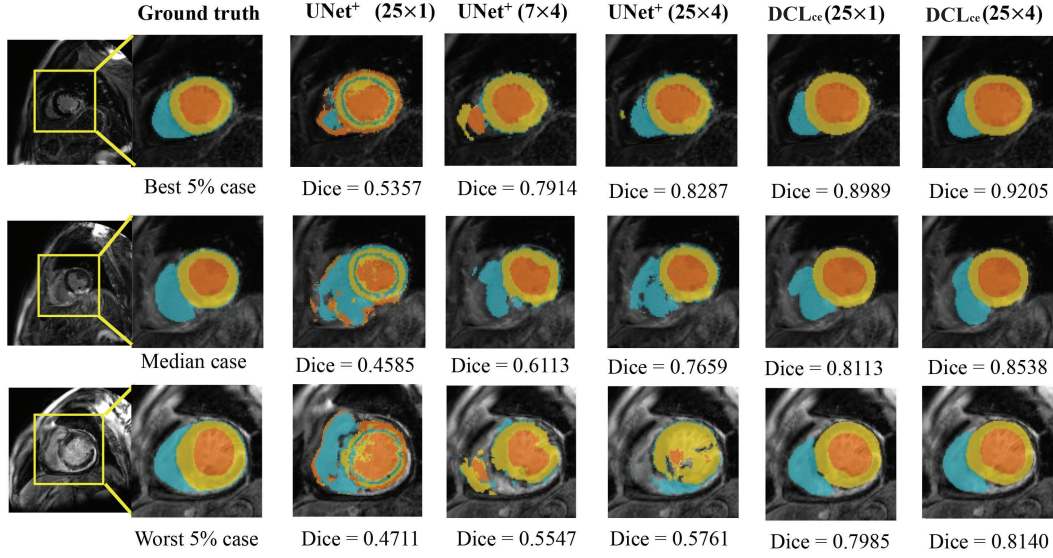 Ground truth UNet⁺ (25×1) UNet⁺ (7×4) UNet⁺ (25×4) DCLce (25×1) DCLce (25×4)
Best 5% case Dice = 0.5357 Dice = 0.7914 Dice = 0.8287 Dice = 0.8989 Dice = 0.9205
Median case Dice = 0.4585 Dice = 0.6113 Dice = 0.7659 Dice = 0.8113 Dice = 0.8538
Worst 5% case Dice = 0.4711 Dice = 0.5547 Dice = 0.5761 Dice = 0.7985 Dice = 0.8140